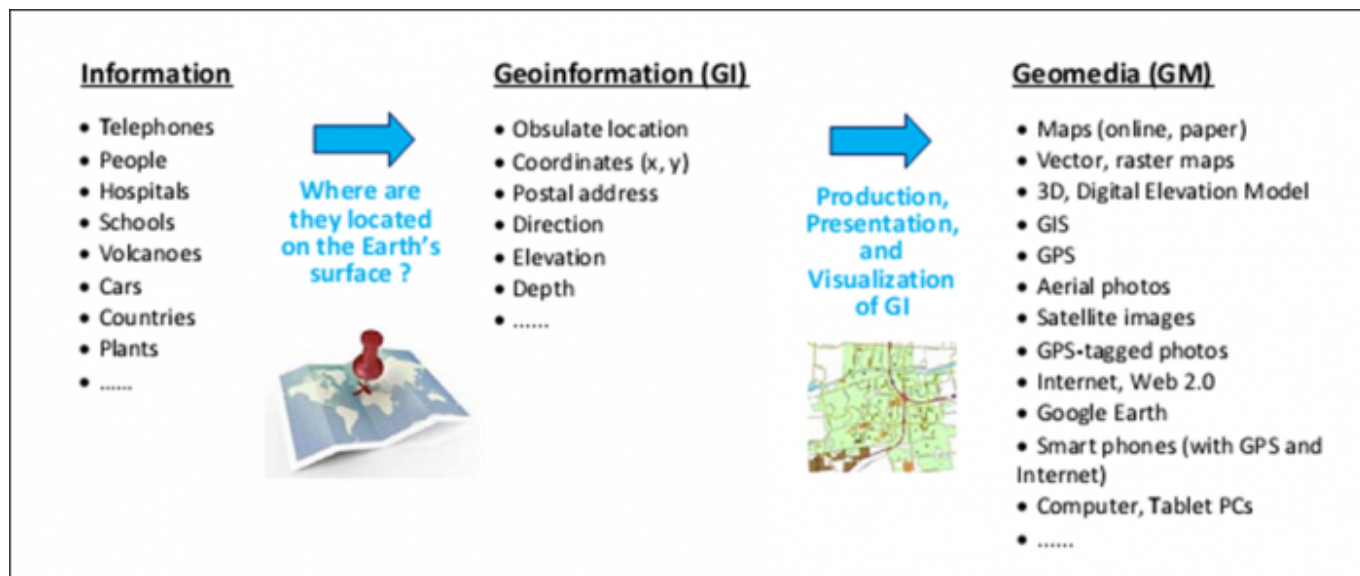 Information
• Telephones
• People
• Hospitals
• Schools
• Volcanoes
• Cars
• Countries
• Plants
• ......
Where are
they located
on the Earth's
surface ?
Geoinformation (GI)
• Obsulate location
• Coordinates (x, y)
• Postal address
• Direction
• Elevation
• Depth
• ......
Production,
Presentation,
and
Visualization
of GI
Geomedia (GM)
• Maps (online, paper)
• Vector, raster maps
• 3D, Digital Elevation Model
• GIS
• GPS
• Aerial photos
• Satellite images
• GPS-tagged photos
• Internet, Web 2.0
• Google Earth
• Smart phones (with GPS and
Internet)
• Computer, Tablet PCs
• ......